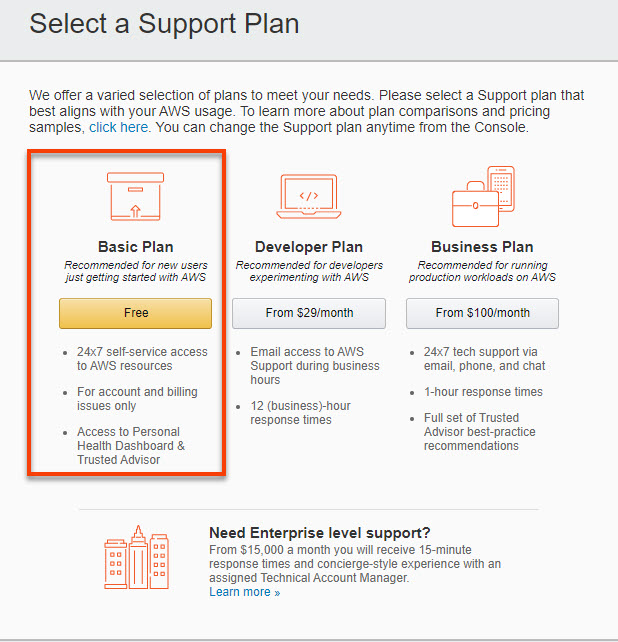 Select a Support Plan
We offer a varied selection of plans to meet your needs. Please select a Support plan that
best aligns with your AWS usage. To learn more about plan comparisons and pricing
samples, click here. You can change the Support plan anytime from the Console.
</>
Basic Plan
Recommended for new users
just getting started with AWS
Free
• 24x7 self-service access
to AWS resources
• For account and billing
issues only
• Access to Personal
Health Dashboard &
Trusted Advisor
Developer Plan
Recommended for developers
experimenting with AWS
From $29/month
• Email access to AWS
Support during business
hours
• 12 (business)-hour
response times
Business Plan
Recommended for running
production workloads on AWS
From $100/month
• 24x7 tech support via
email, phone, and chat
• 1-hour response times
• Full set of Trusted
Advisor best-practice
recommendations
Need Enterprise level support?
From $15,000 a month you will receive 15-minute
response times and concierge-style experience with an
assigned Technical Account Manager.
Learn more »